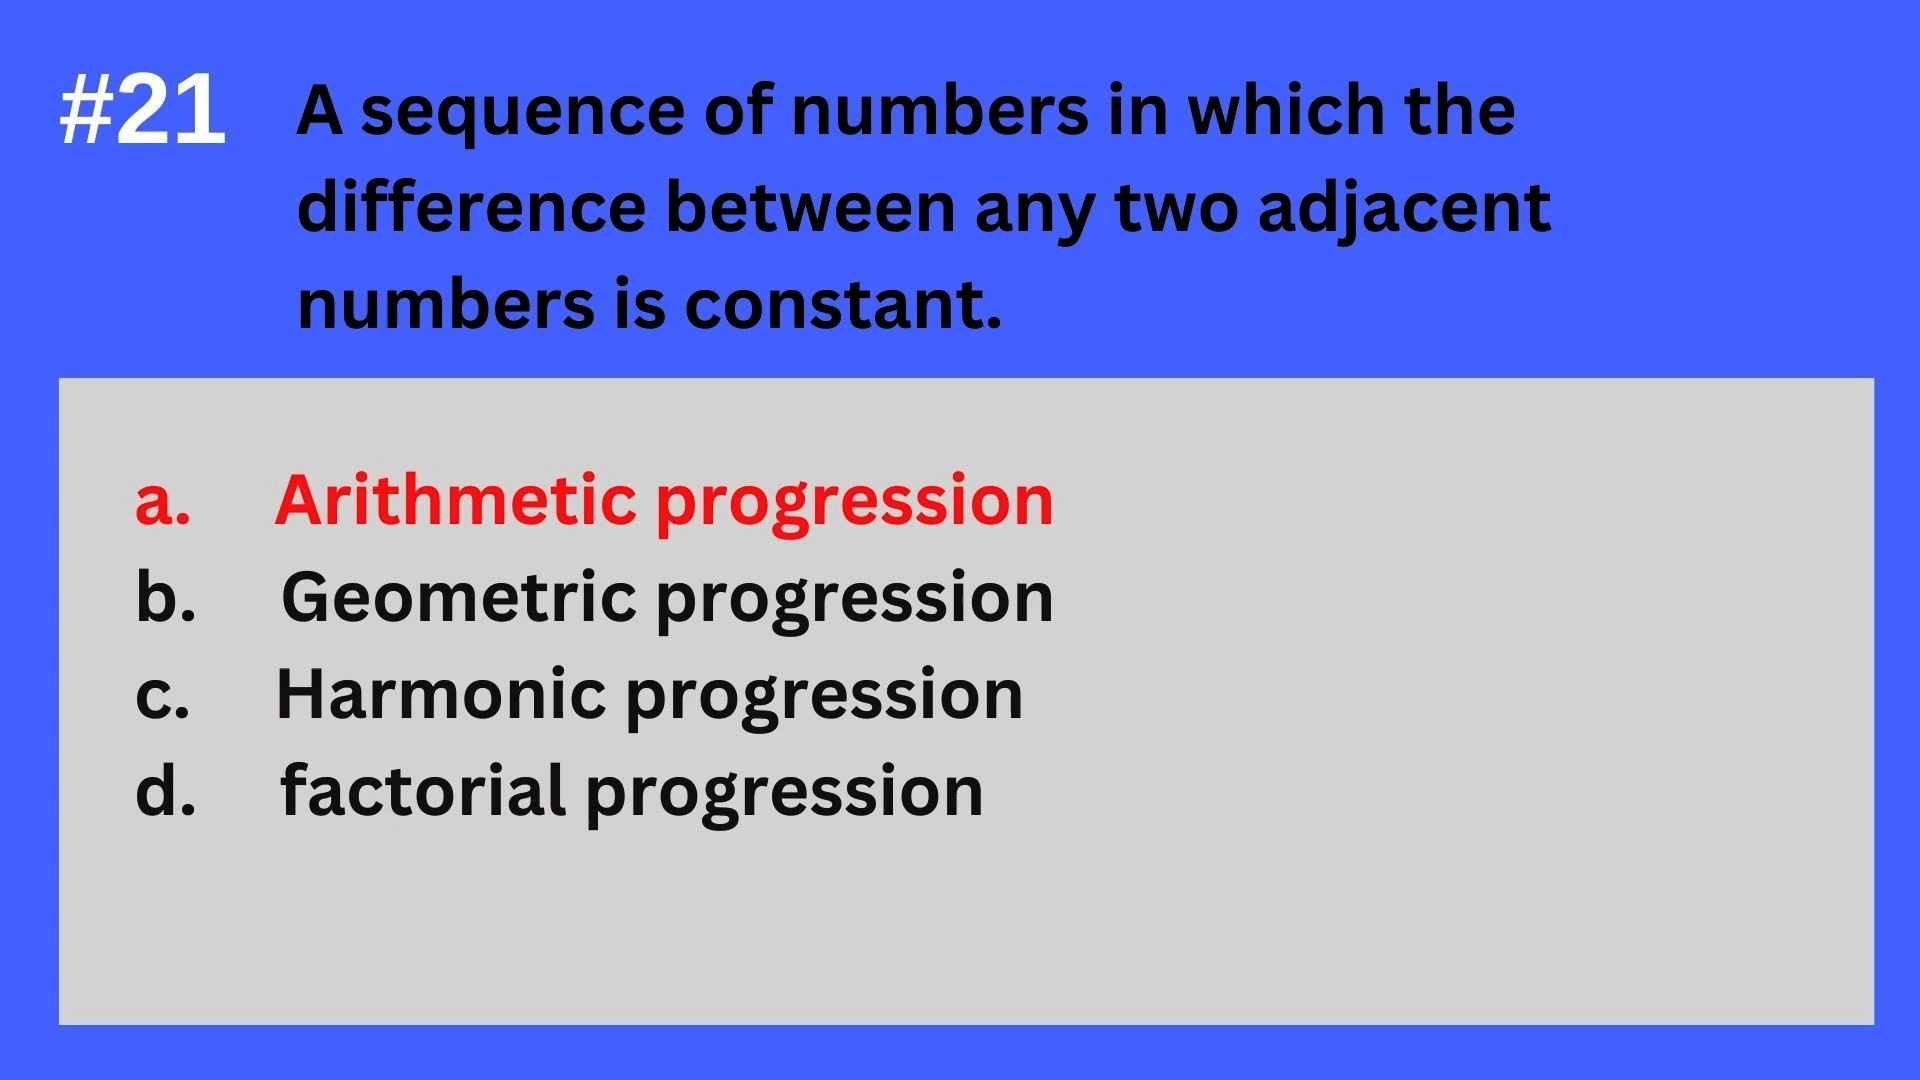 #21 A sequence of numbers in which the
difference between any two adjacent
numbers is constant.
a. Arithmetic progression
b. Geometric progression
c. Harmonic progression
d. factorial progression